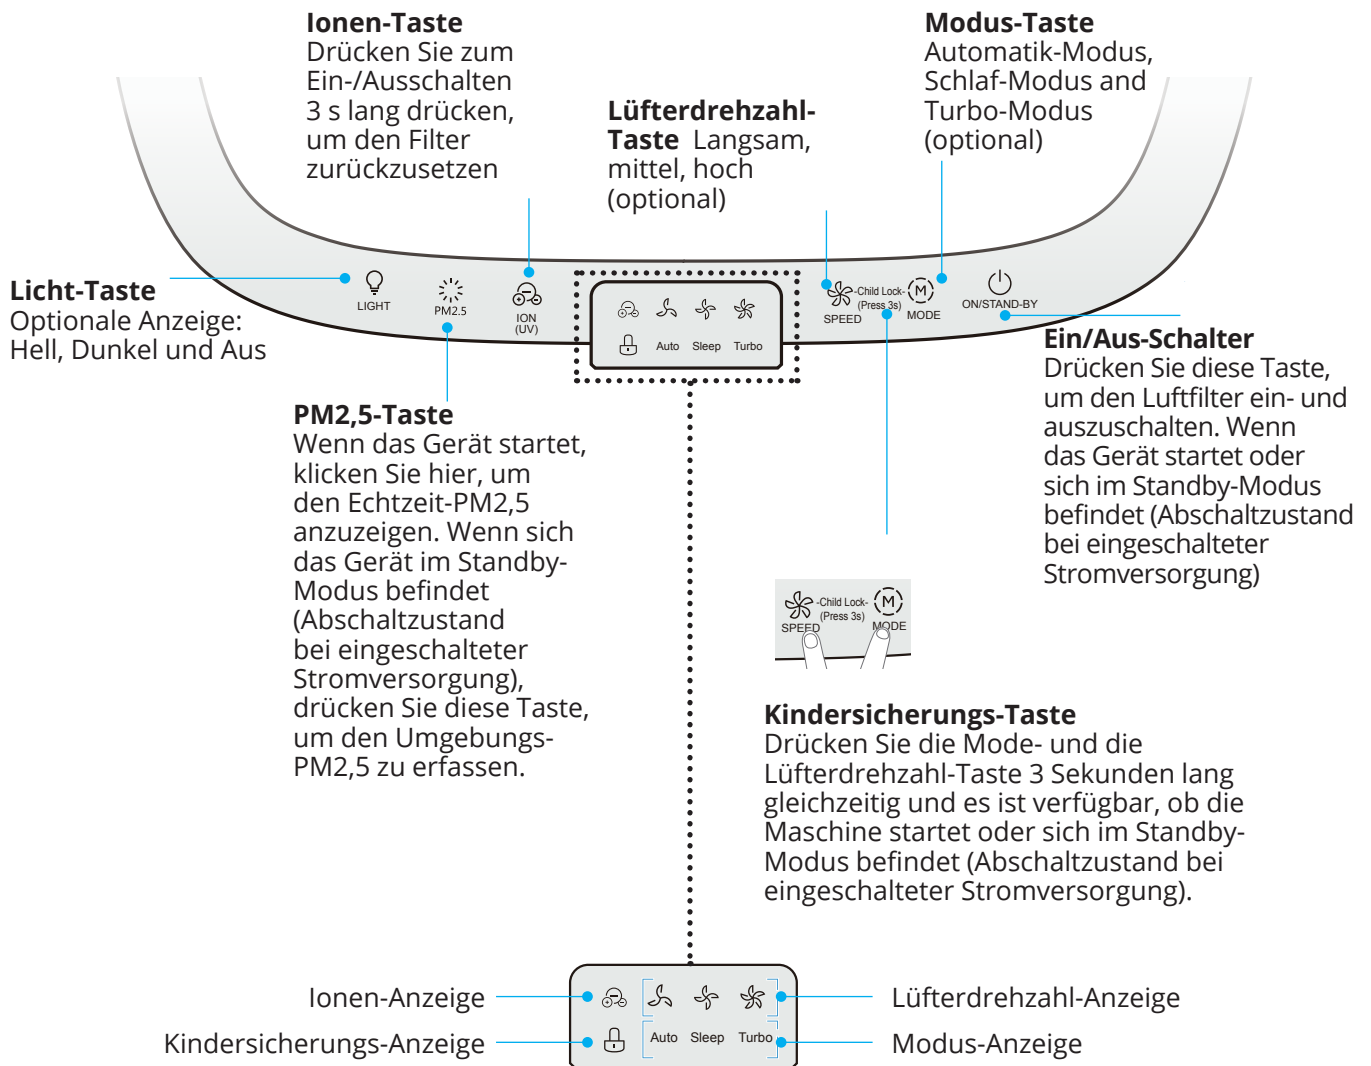 Ionen-Taste
Drücken Sie zum
Ein-/Ausschalten
3 s lang drücken,
um den Filter
zurückzusetzen
Lüfterdrehzahl-
Taste Langsam,
mittel, hoch
(optional)
Modus-Taste
Automatik-Modus,
Schlaf-Modus and
Turbo-Modus
(optional)
Licht-Taste
Optionale Anzeige:
Hell, Dunkel und Aus
LIGHT
PM2.5
ION
(UV)
Auto Sleep Turbo
SPEED
-Child Lock-
(Press 3s)
M
MODE
ON/STAND-BY
PM2,5-Taste
Wenn das Gerät startet,
klicken Sie hier, um
den Echtzeit-PM2,5
anzuzeigen. Wenn sich
das Gerät im Standby-
Modus befindet
(Abschaltzustand
bei eingeschalteter
Stromversorgung),
drücken Sie diese Taste,
um den Umgebungs-
PM2,5 zu erfassen.
Ein/Aus-Schalter
Drücken Sie diese Taste,
um den Luftfilter ein- und
auszuschalten. Wenn
das Gerät startet oder
sich im Standby-Modus
befindet (Abschaltzustand
bei eingeschalteter
Stromversorgung)
SPEED
-Child Lock-
(Press 3s)
M
MODE
Kindersicherungs-Taste
Drücken Sie die Mode- und die
Lüfterdrehzahl-Taste 3 Sekunden lang
gleichzeitig und es ist verfügbar, ob die
Maschine startet oder sich im Standby-
Modus befindet (Abschaltzustand bei
eingeschalteter Stromversorgung).
Ionen-Anzeige
Lüfterdrehzahl-Anzeige
Kindersicherungs-Anzeige
Auto Sleep Turbo
Modus-Anzeige